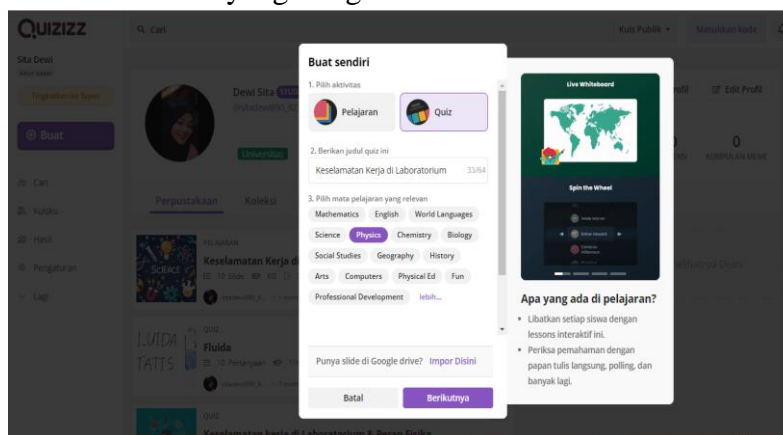 QUIZIZZ
Cari
Kuis Publik
Masukkan kode
Sita Dewi
Tingkatkan ke Super
Buat
Cari
Kuisku
Hasil
Pengaturan
Lagi
Dewi Sita
Universitas
Edit Profil
0
KUMPULAN MEME
Perpustakaan
Koleksi
PELAJARAN
Keselamatan Kerja di
SCIENCE
10 Slide
QUIZ
Fluida
10 Pertanyaan
QUIZ
Keselamatan kerja di Laboratorium & Peran Fisika
Buat sendiri
1. Pilih aktivitas
Pelajaran
Quiz
2. Berikan judul quiz ini
Keselamatan Kerja di Laboratorium
33/64
3. Pilih mata pelajaran yang relevan
Mathematics English World Languages
Science Physics Chemistry Biology
Social Studies Geography History
Arts Computers Physical Ed Fun
Professional Development lebih...
Punya slide di Google drive? Impor Disini
Batal
Berikutnya
Live Whiteboard
Spin the Wheel
Apa yang ada di pelajaran?
Libatkan setiap siswa dengan
lessons interaktif ini.
Periksa pemahaman dengan
papan tulis langsung, polling, dan
banyak lagi.